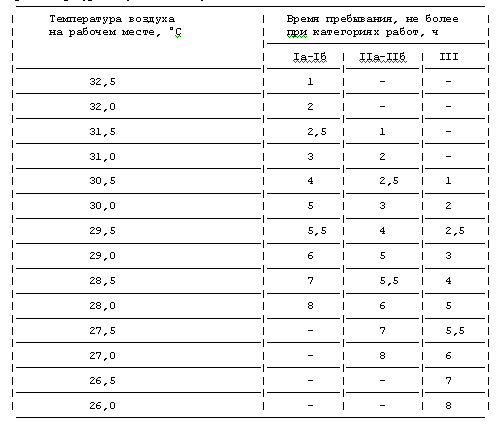 Температура воздуха Время пребывания, не более
на рабочем месте, °C при категориях работ, ч
Iа-Iб IIа-IIб III
32,5 1 - -
32,0 2 - -
31,5 2,5 1 -
31,0 3 2 -
30,5 4 2,5 1
30,0 5 3 2
29,5 5,5 4 2,5
29,0 6 5 3
28,5 7 5,5 4
28,0 8 6 5
27,5 - 7 5,5
27,0 - 8 6
26,5 - - 7
26,0 - - 8